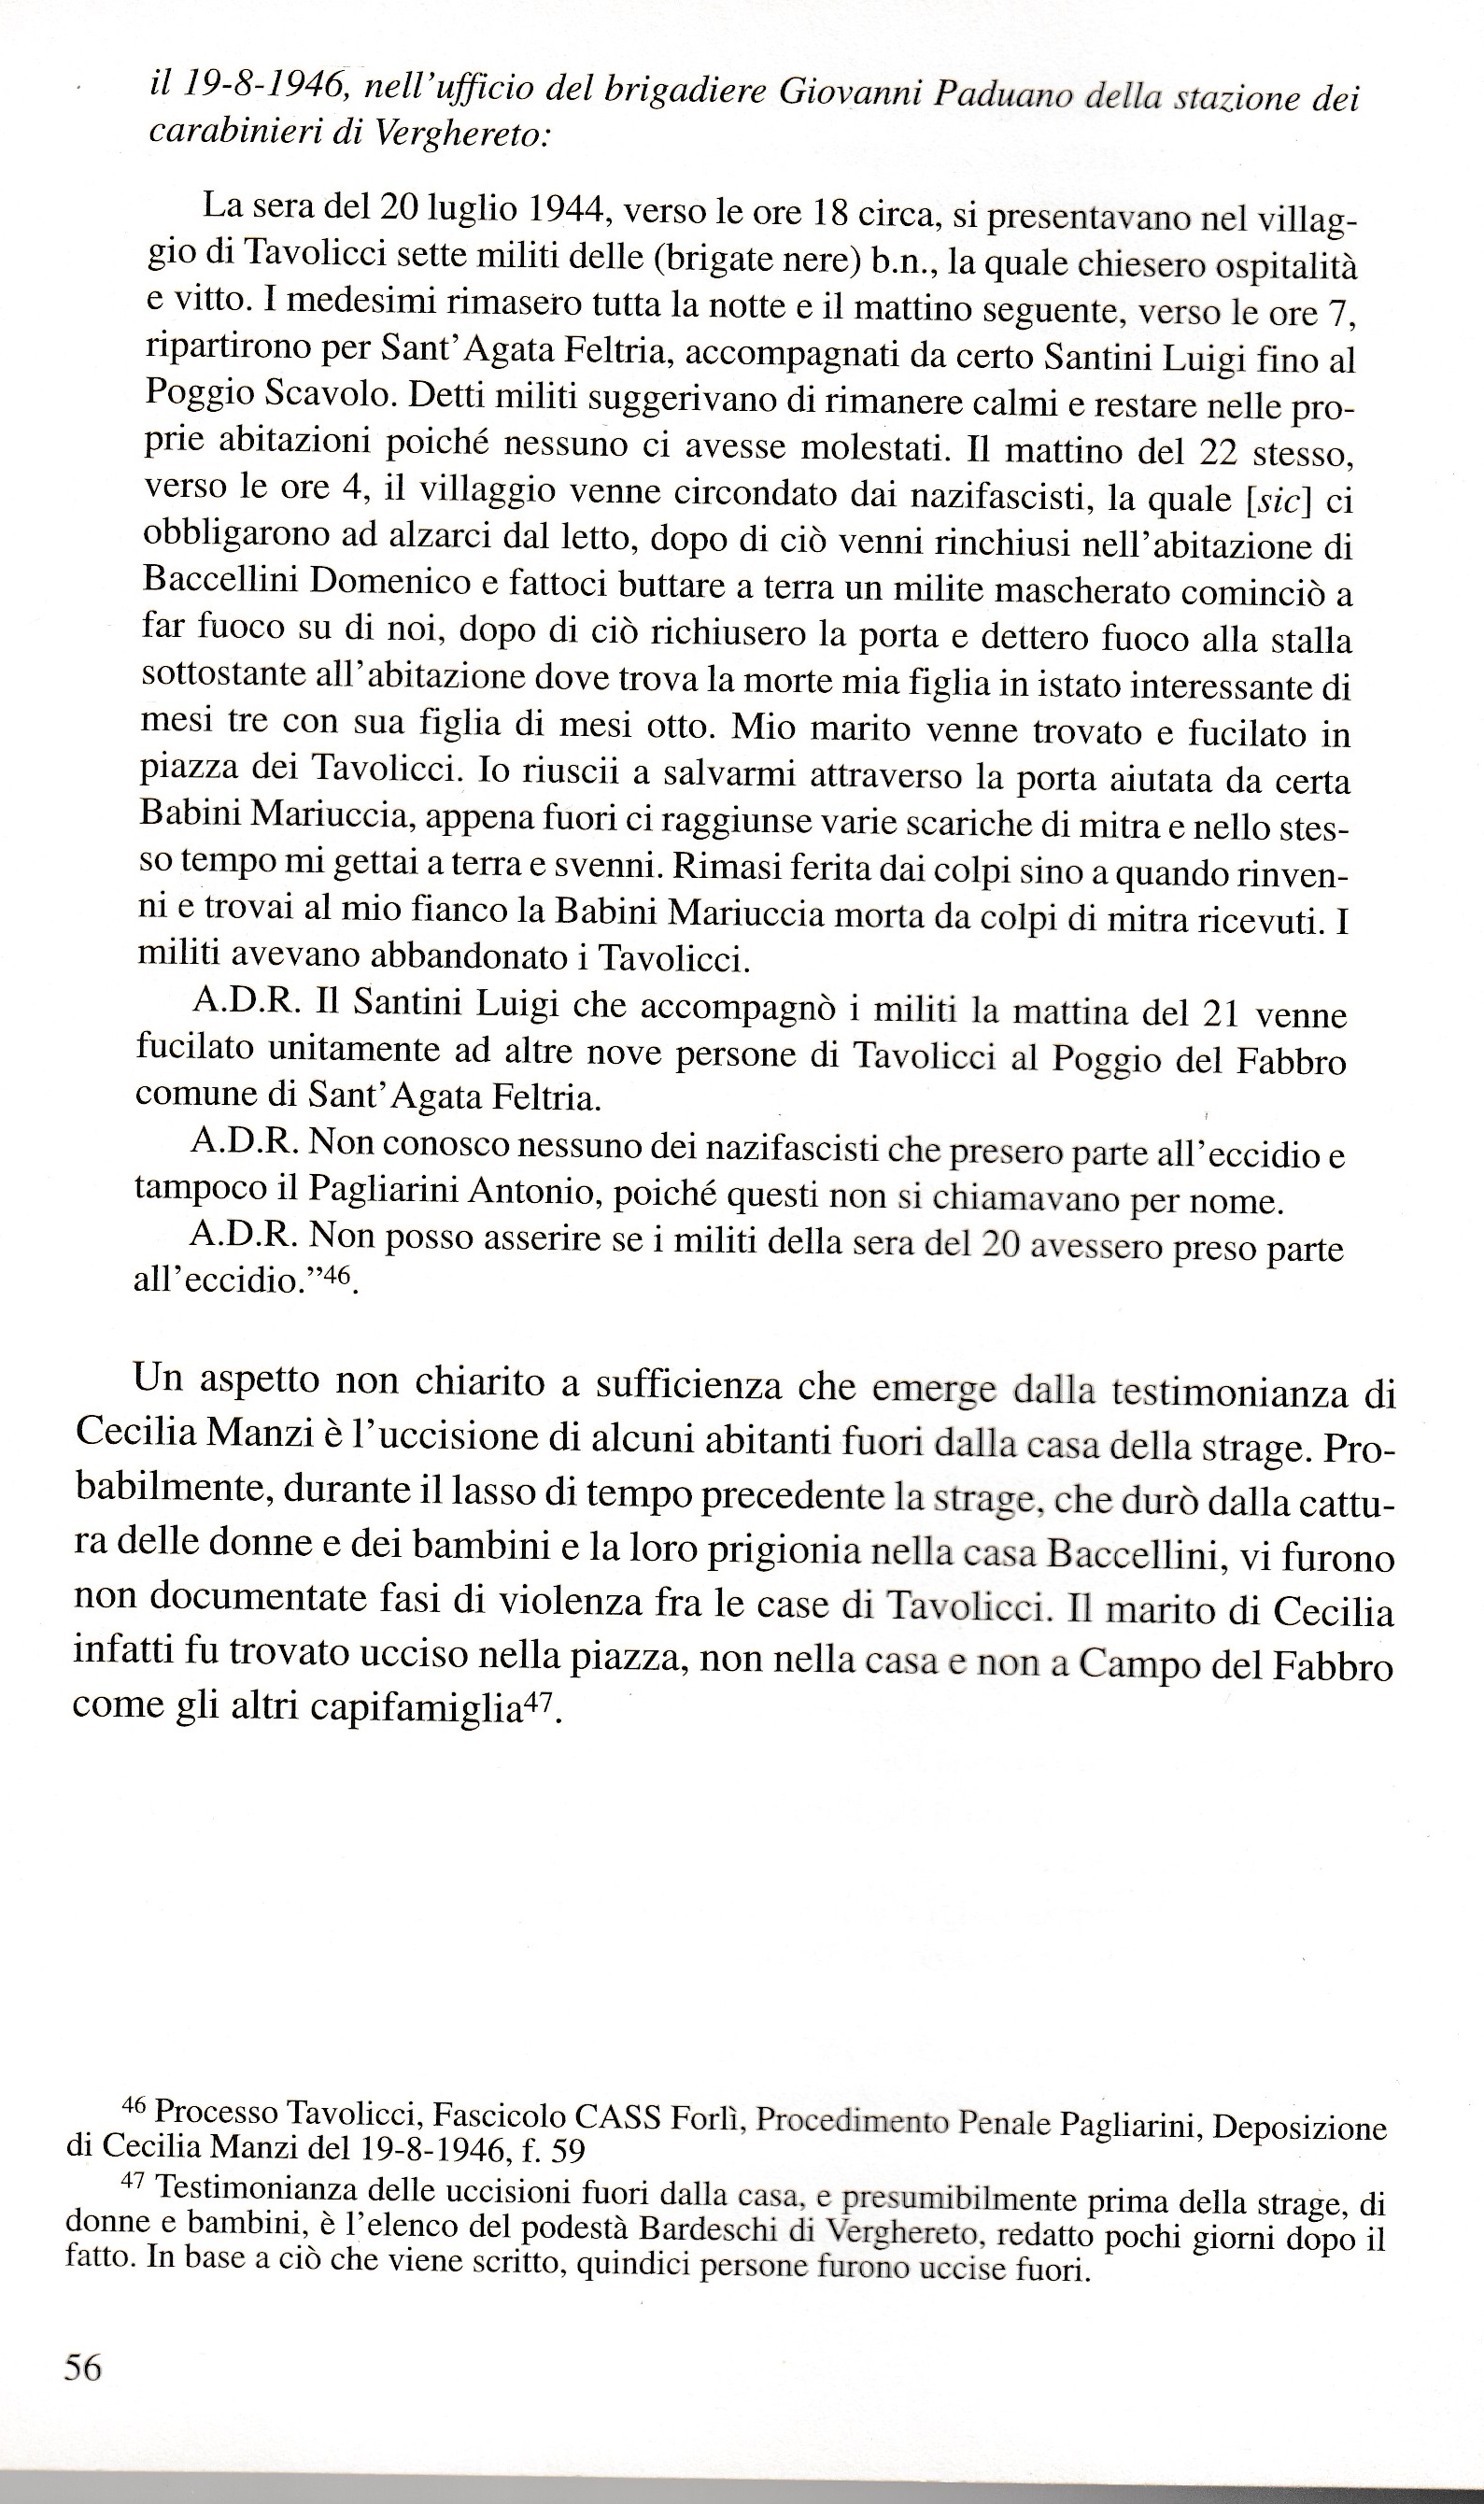 il 19-8-1946, nell'ufficio del brigadiere Giovanni Paduano della stazione dei
carabinieri di Verghereto:
La sera del 20 luglio 1944, verso le ore 18 circa, si presentavano nel villag-
gio di Tavolicci sette militi delle (brigate nere) b.n., la quale chiesero ospitalità
e vitto. I medesimi rimasero tutta la notte e il mattino seguente, verso le ore 7,
ripartirono per Sant'Agata Feltria, accompagnati da certo Santini Luigi fino al
Poggio Scavolo. Detti militi suggerivano di rimanere calmi e restare nelle pro-
prie abitazioni poiché nessuno ci avesse molestati. Il mattino del 22 stesso,
verso le ore 4, il villaggio venne circondato dai nazifascisti, la quale [sic] ci
obbligarono ad alzarci dal letto, dopo di ciò venni rinchiusi nell'abitazione di
Baccellini Domenico e fattoci buttare a terra un milite mascherato cominciò a
far fuoco su di noi, dopo di ciò richiusero la porta e dettero fuoco alla stalla
sottostante all'abitazione dove trova la morte mia figlia in istato interessante di
mesi tre con sua figlia di mesi otto. Mio marito venne trovato e fucilato in
piazza dei Tavolicci. Io riuscii a salvarmi attraverso la porta aiutata da certa
Babini Mariuccia, appena fuori ci raggiunse varie scariche di mitra e nello stes-
so tempo mi gettai a terra e svenni. Rimasi ferita dai colpi sino a quando rinven-
ni e trovai al mio fianco la Babini Mariuccia morta da colpi di mitra ricevuti. I
militi avevano abbandonato i Tavolicci.
A.D.R. Il Santini Luigi che accompagnò i militi la mattina del 21 venne
fucilato unitamente ad altre nove persone di Tavolicci al Poggio del Fabbro
comune di Sant'Agata Feltria.
A.D.R. Non conosco nessuno dei nazifascisti che presero parte all'eccidio e
tampoco il Pagliarini Antonio, poiché questi non si chiamavano per nome.
A.D.R. Non posso asserire se i militi della sera del 20 avessero preso parte
all'eccidio."46.
Un aspetto non chiarito a sufficienza che emerge dalla testimonianza di
Cecilia Manzi è l'uccisione di alcuni abitanti fuori dalla casa della strage. Pro-
babilmente, durante il lasso di tempo precedente la strage, che durò dalla cattu-
ra delle donne e dei bambini e la loro prigionia nella casa Baccellini, vi furono
non documentate fasi di violenza fra le case di Tavolicci. Il marito di Cecilia
infatti fu trovato ucciso nella piazza, non nella casa e non a Campo del Fabbro
come gli altri capifamiglia47.
46 Processo Tavolicci, Fascicolo CASS Forlì, Procedimento Penale Pagliarini, Deposizione
di Cecilia Manzi del 19-8-1946, f. 59
47 Testimonianza delle uccisioni fuori dalla casa, e presumibilmente prima della strage, di
donne e bambini, è l'elenco del podestà Bardeschi di Verghereto, redatto pochi giorni dopo il
fatto. In base a ciò che viene scritto, quindici persone furono uccise fuori.
56